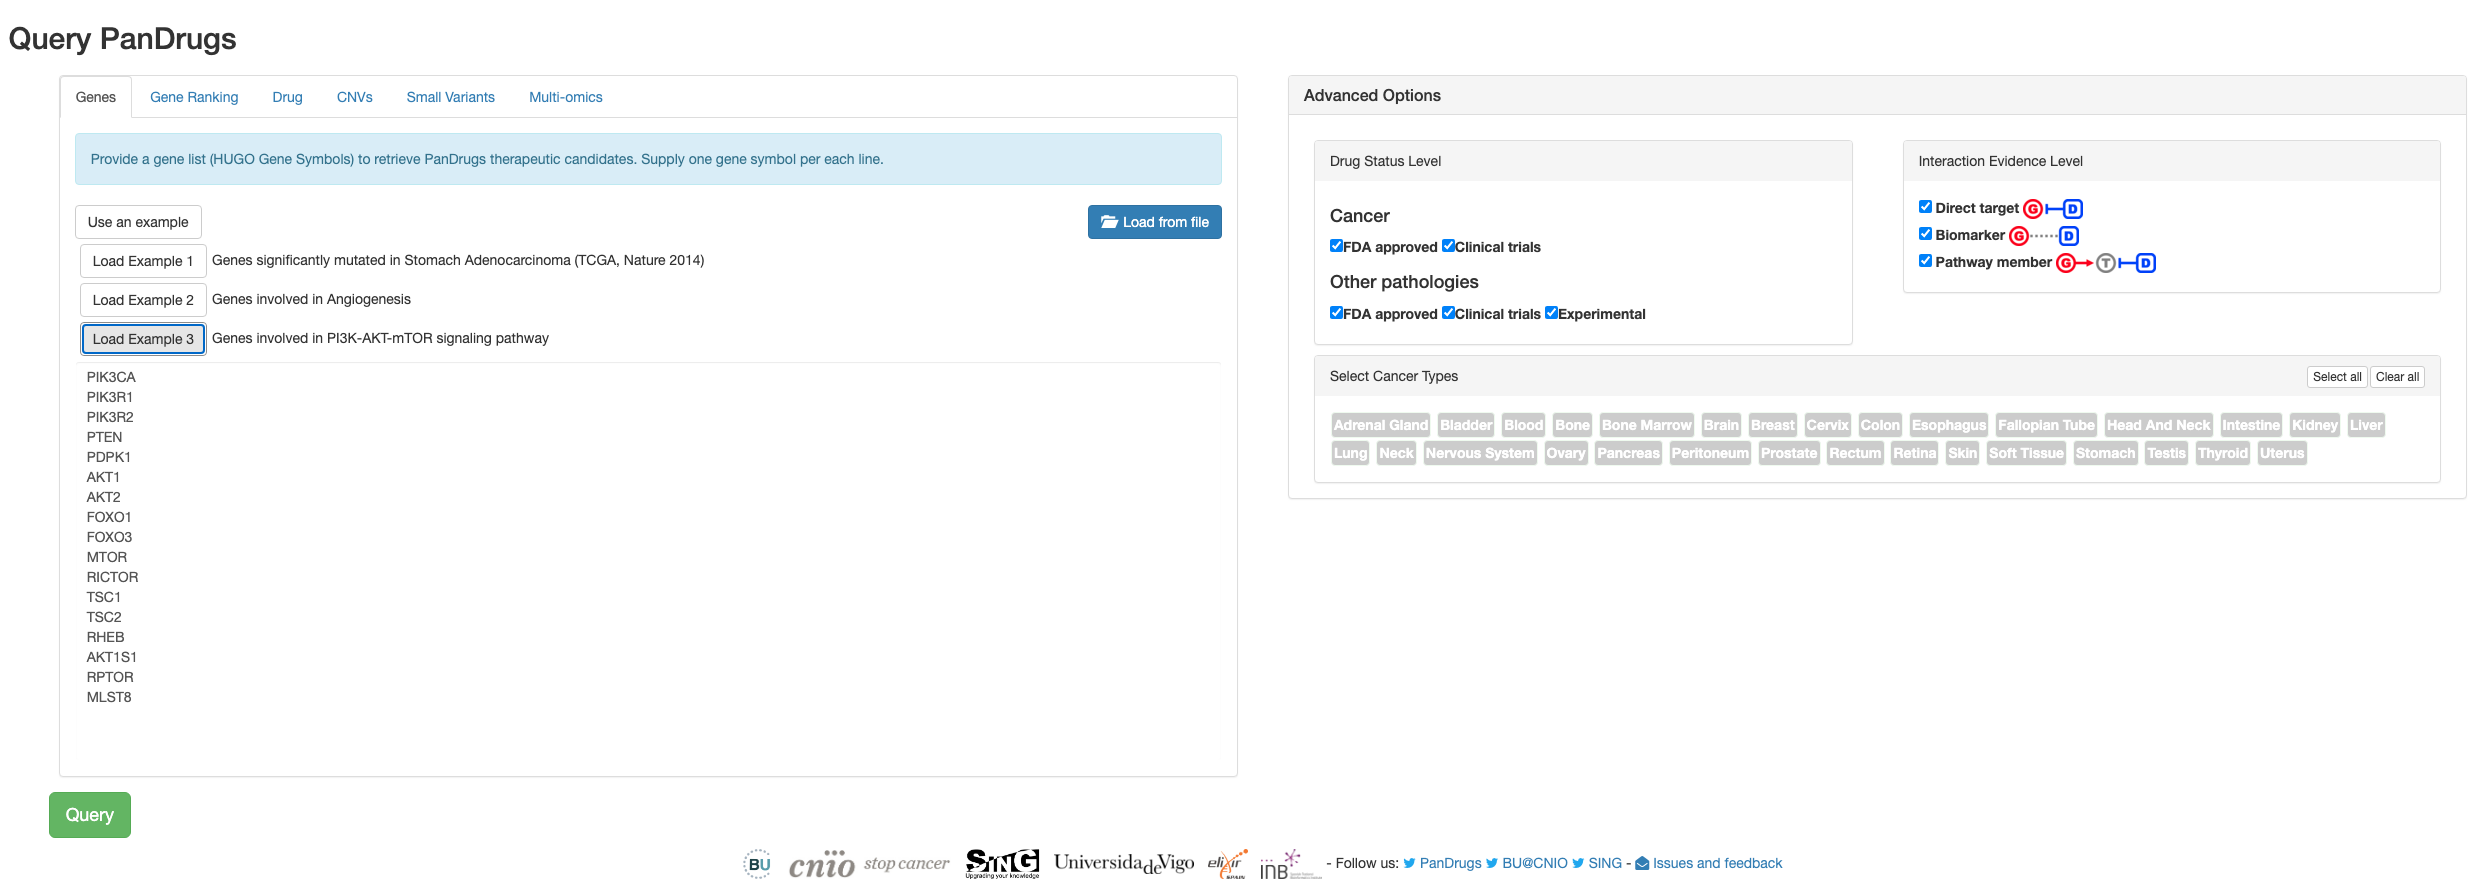 Query PanDrugs
Genes Gene Ranking Drug CNVs Small Variants Multi-omics
Provide a gene list (HUGO Gene Symbols) to retrieve PanDrugs therapeutic candidates. Supply one gene symbol per each line.
Use an example Load from file
Load Example 1 Genes significantly mutated in Stomach Adenocarcinoma (TCGA, Nature 2014)
Load Example 2 Genes involved in Angiogenesis
Load Example 3 Genes involved in PI3K-AKT-mTOR signaling pathway
PIK3CA
PIK3R1
PIK3R2
PTEN
PDPK1
AKT1
AKT2
FOXO1
FOXO3
MTOR
RICTOR
TSC1
TSC2
RHEB
AKT1S1
RPTOR
MLST8
Query
Advanced Options
Drug Status Level
Cancer
FDA approved Clinical trials
Other pathologies
FDA approved Clinical trials Experimental
Interaction Evidence Level
Direct target G D
Biomarker G D
Pathway member G T D
Select Cancer Types Select all Clear all
Adrenal Gland Bladder Blood Bone Bone Marrow Brain Breast Cervix Colon Esophagus Fallopian Tube Head And Neck Intestine Kidney Liver
Lung Neck Nervous System Ovary Pancreas Peritoneum Prostate Rectum Retina Skin Soft Tissue Stomach Testis Thyroid Uterus
BU cnio stop cancer SING Upgrading your knowledge Universidade de Vigo elixir SPAIN INB - Follow us: PanDrugs BU@CNIO SING - Issues and feedback